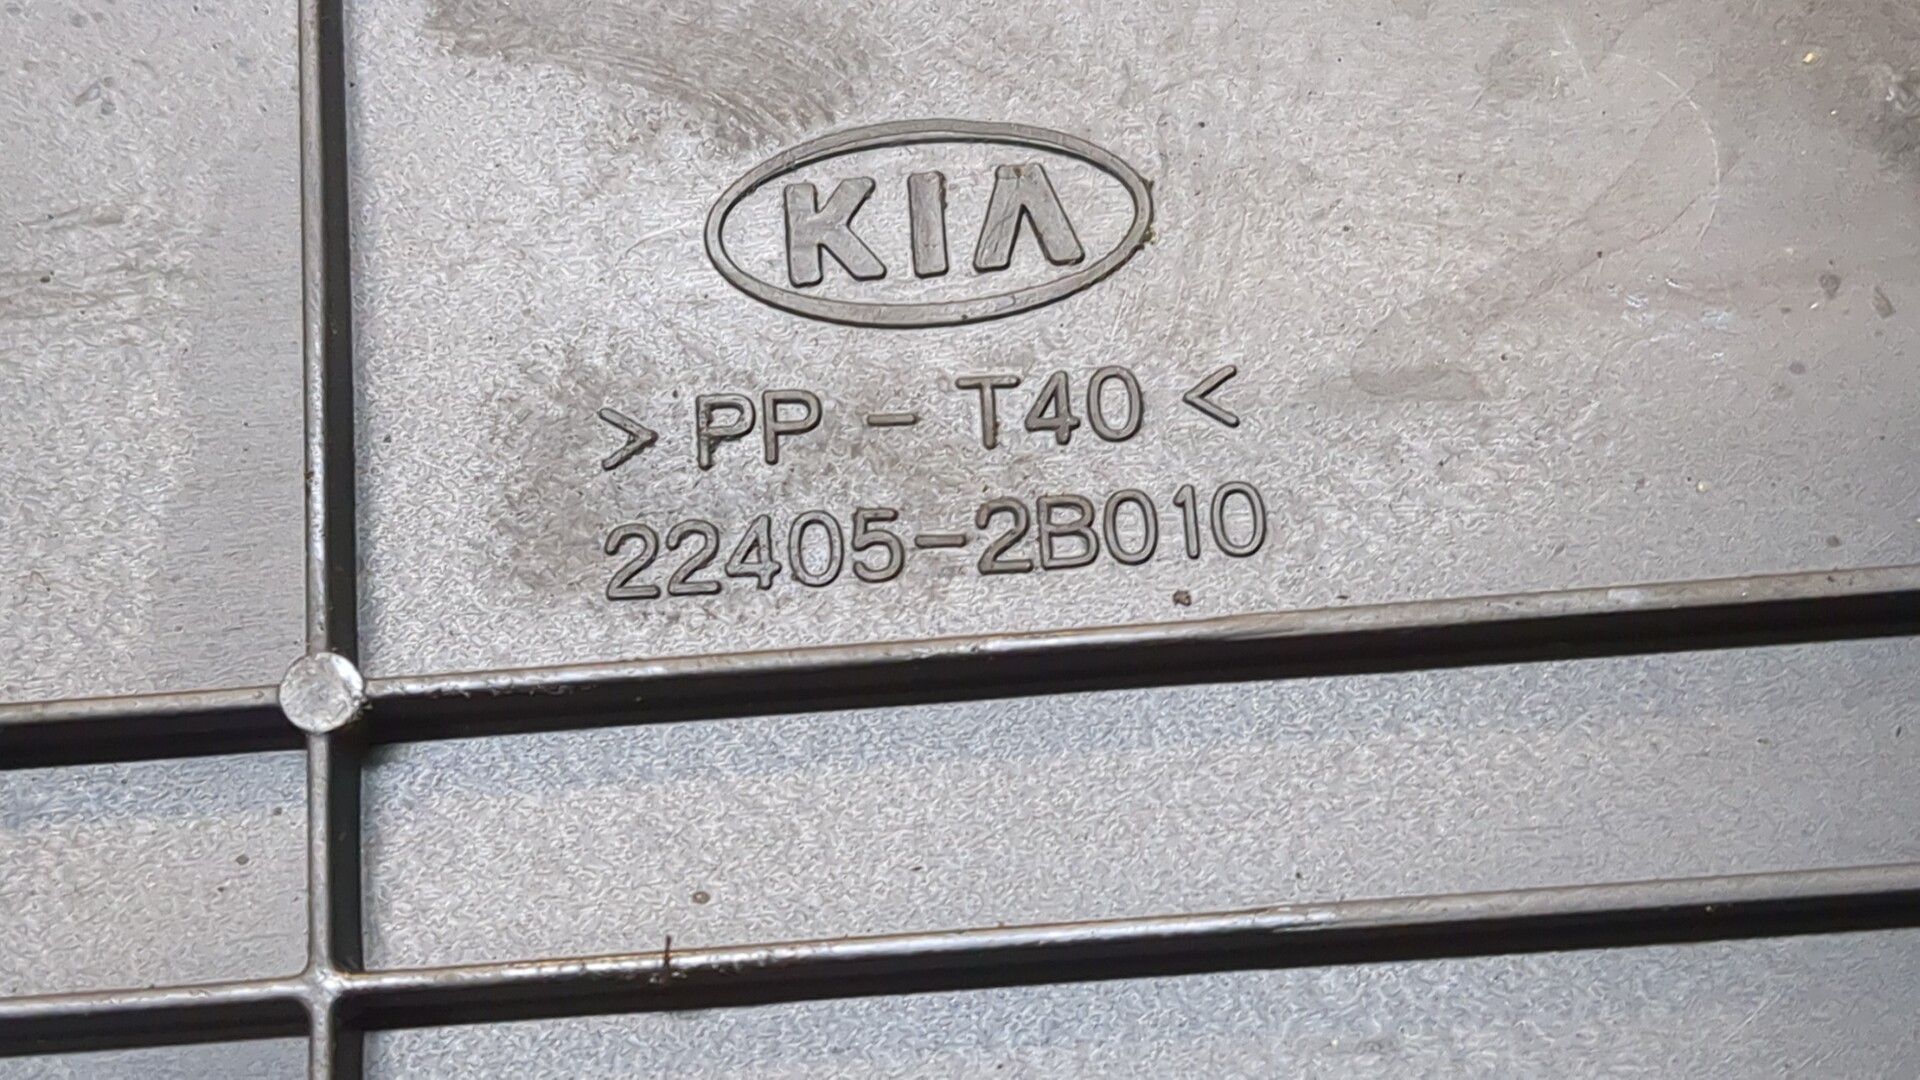 KIA
> PP - T40 <
22405-2B010